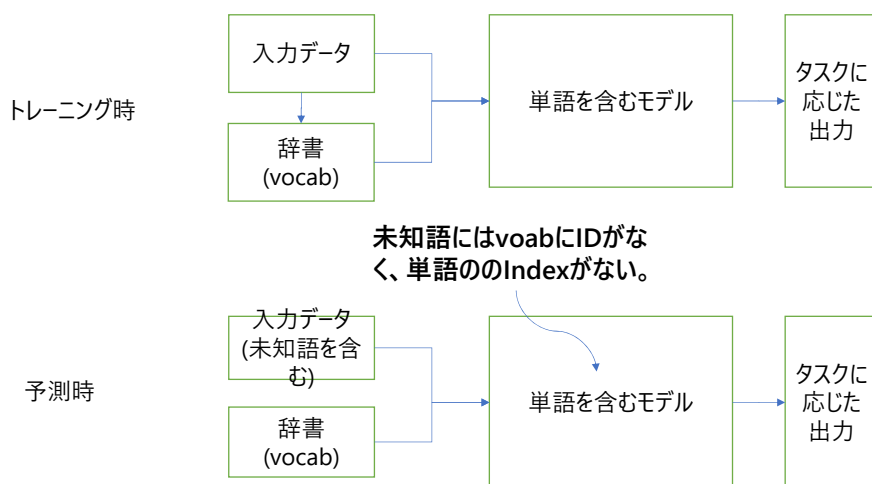 トレーニング時
入力データ
辞書
(vocab)
単語を含むモデル
タスクに
応じた
出力
未知語にはvoabにIDがな
く、単語ののIndexがない。
予測時
入力データ
(未知語を含
む)
辞書
(vocab)
単語を含むモデル
タスクに
応じた
出力